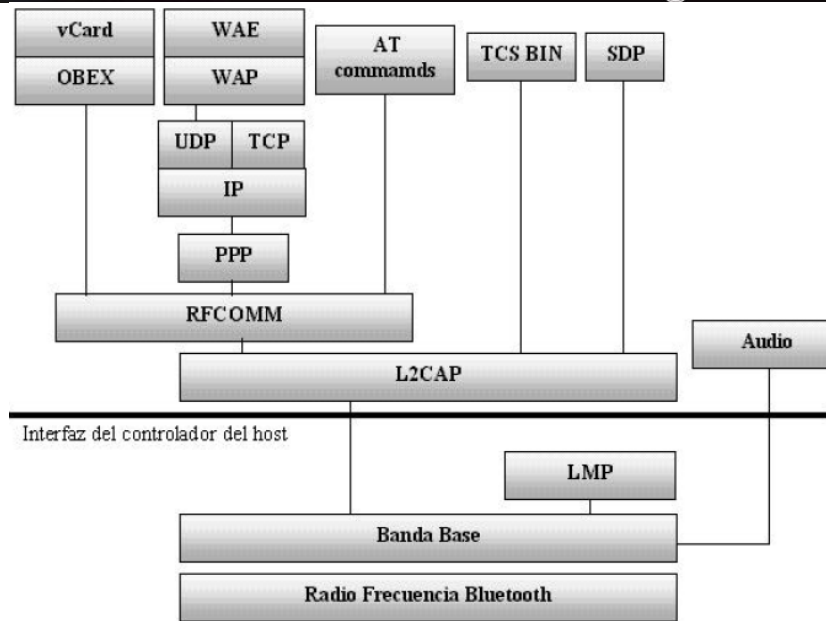 vCard
OBEX
WAE
WAP
AT
commamds
TCS BIN
SDP
UDP
TCP
IP
PPP
RFCOMM
Audio
L2CAP
Interfaz del controlador del host
LMP
Banda Base
Radio Frecuencia Bluetooth